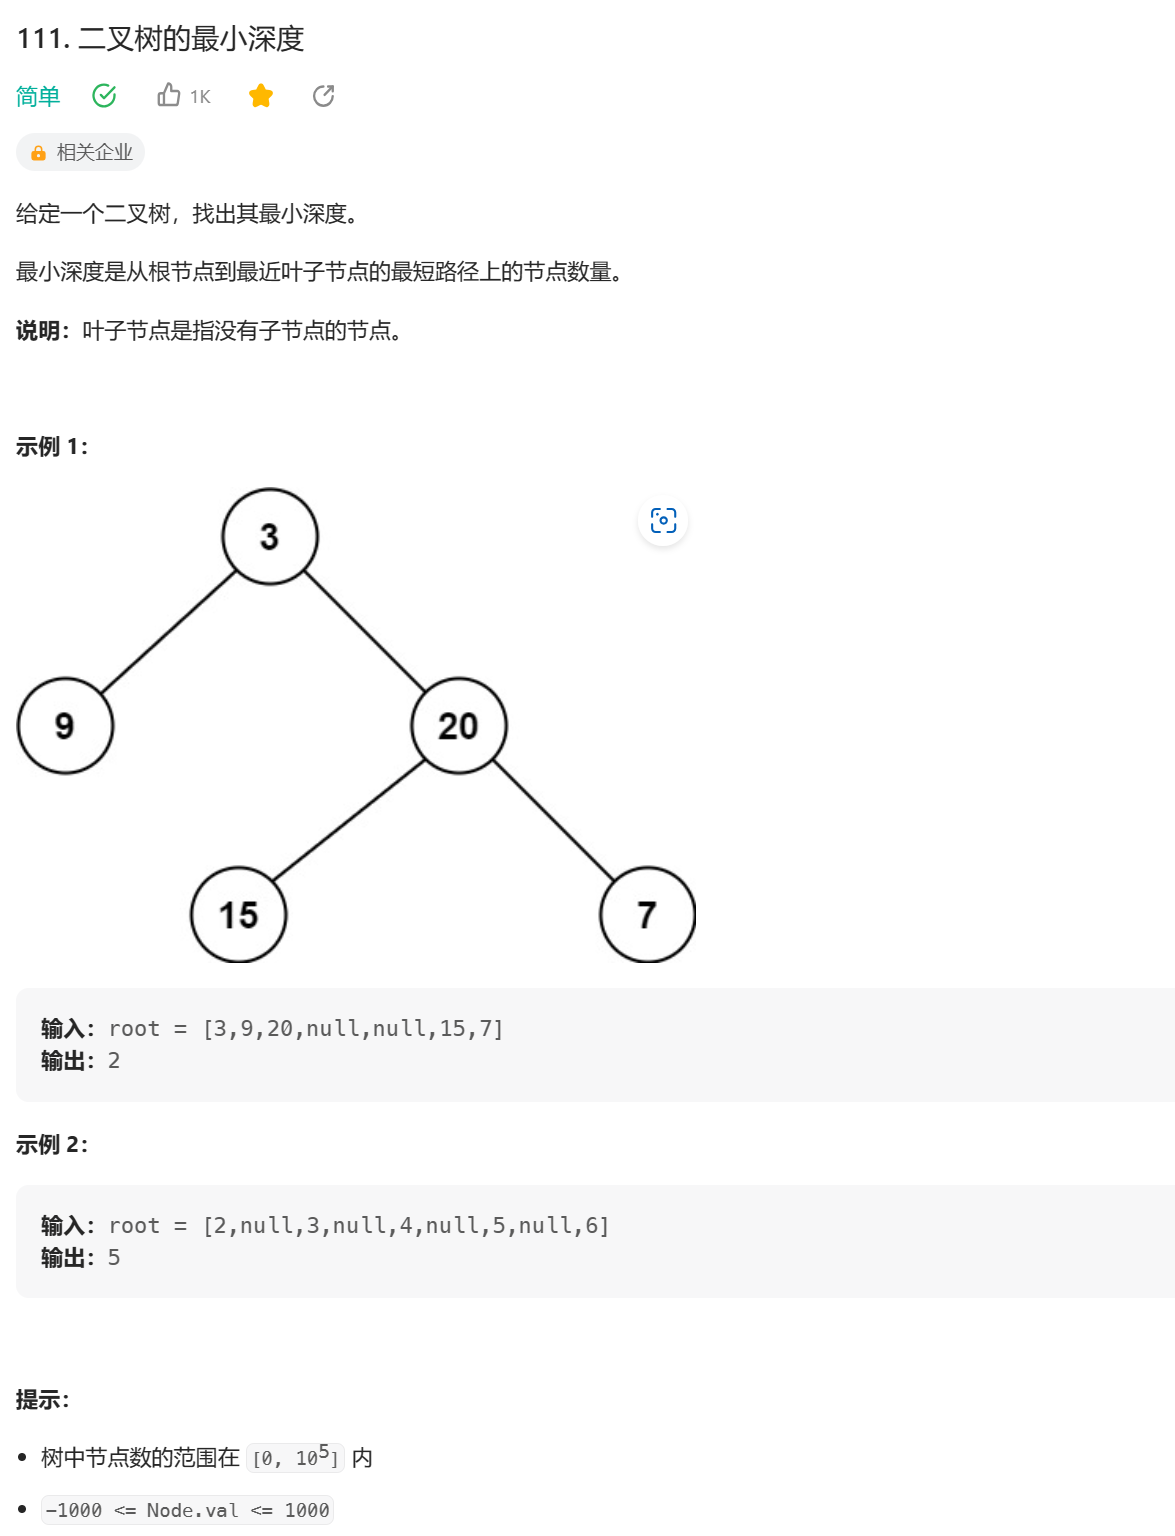 111. 二叉树的最小深度
简单 1K
相关企业
给定一个二叉树，找出其最小深度。
最小深度是从根节点到最近叶子节点的最短路径上的节点数量。
说明：叶子节点是指没有子节点的节点。
示例 1：
3
9 20
15 7
输入：root = [3,9,20,null,null,15,7]
输出：2
示例 2：
输入：root = [2,null,3,null,4,null,5,null,6]
输出：5
提示：
• 树中节点数的范围在 [0, 10⁵] 内
• -1000 <= Node.val <= 1000